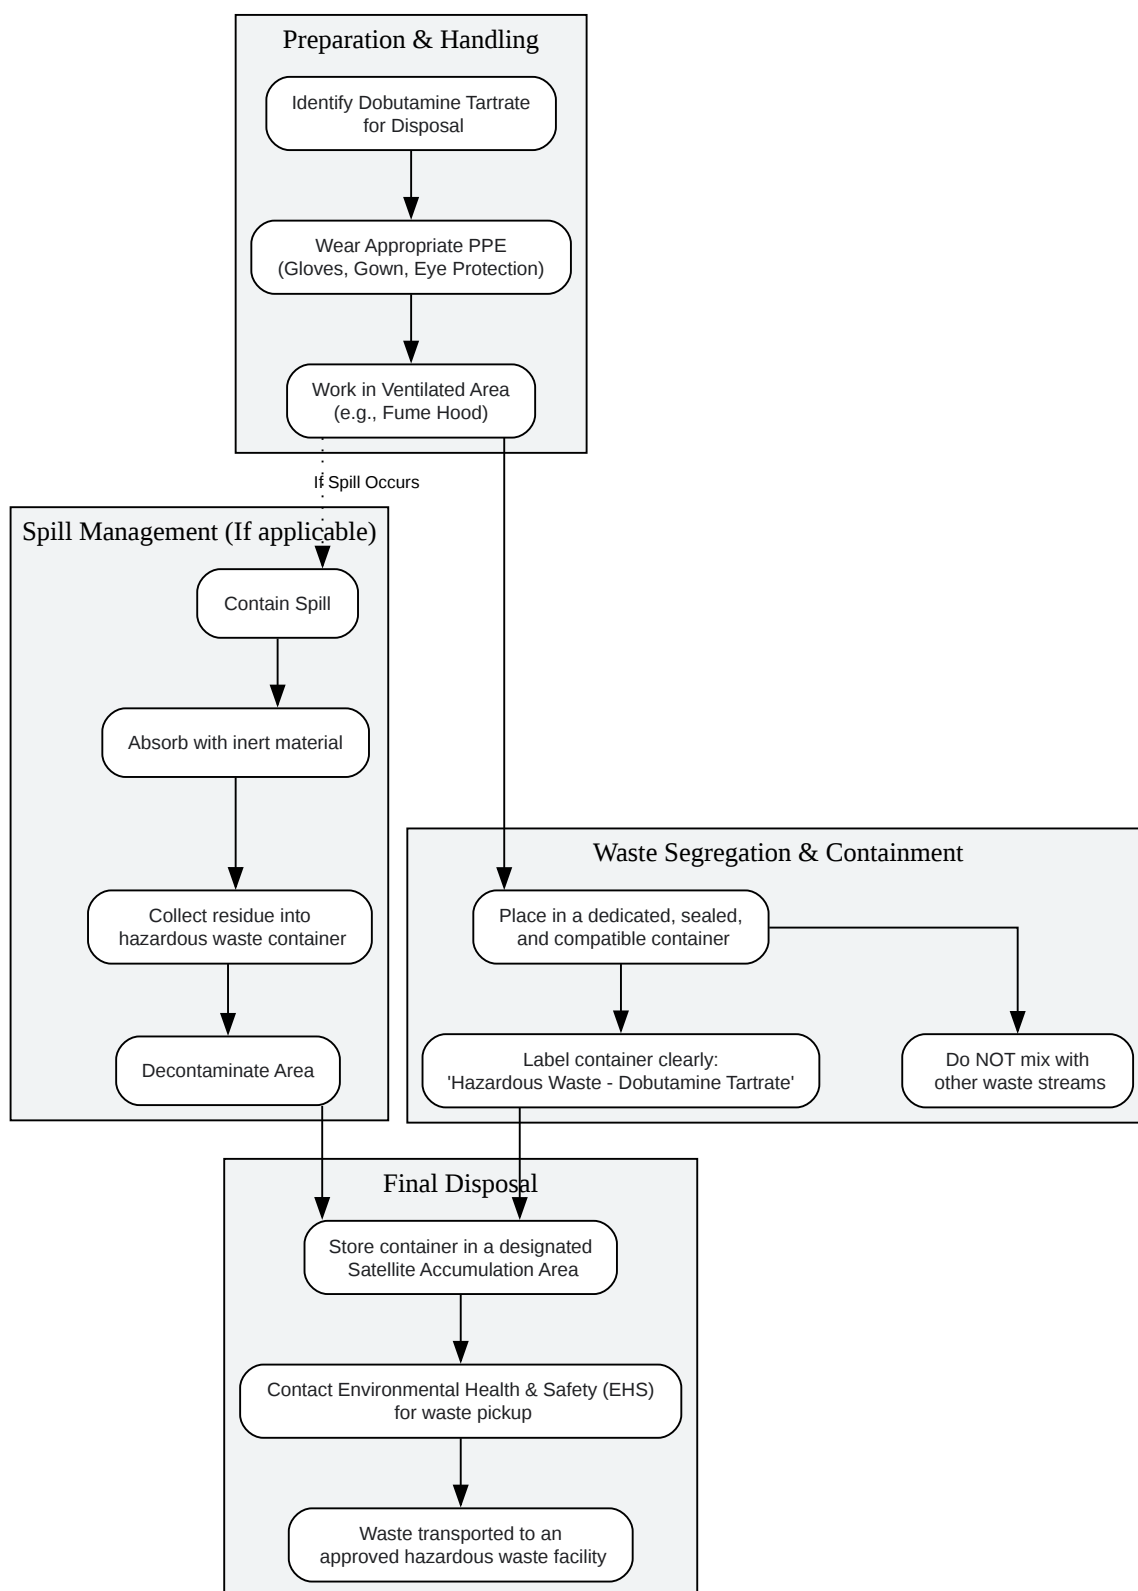 Preparation & Handling
Identify Dobutamine Tartrate
for Disposal
Wear Appropriate PPE
(Gloves, Gown, Eye Protection)
Work in Ventilated Area
(e.g., Fume Hood)
If Spill Occurs
Spill Management (If applicable)
Contain Spill
Absorb with inert material
Collect residue into
hazardous waste container
Decontaminate Area
Waste Segregation & Containment
Place in a dedicated, sealed,
and compatible container
Label container clearly:
'Hazardous Waste - Dobutamine Tartrate'
Do NOT mix with
other waste streams
Final Disposal
Store container in a designated
Satellite Accumulation Area
Contact Environmental Health & Safety (EHS)
for waste pickup
Waste transported to an
approved hazardous waste facility